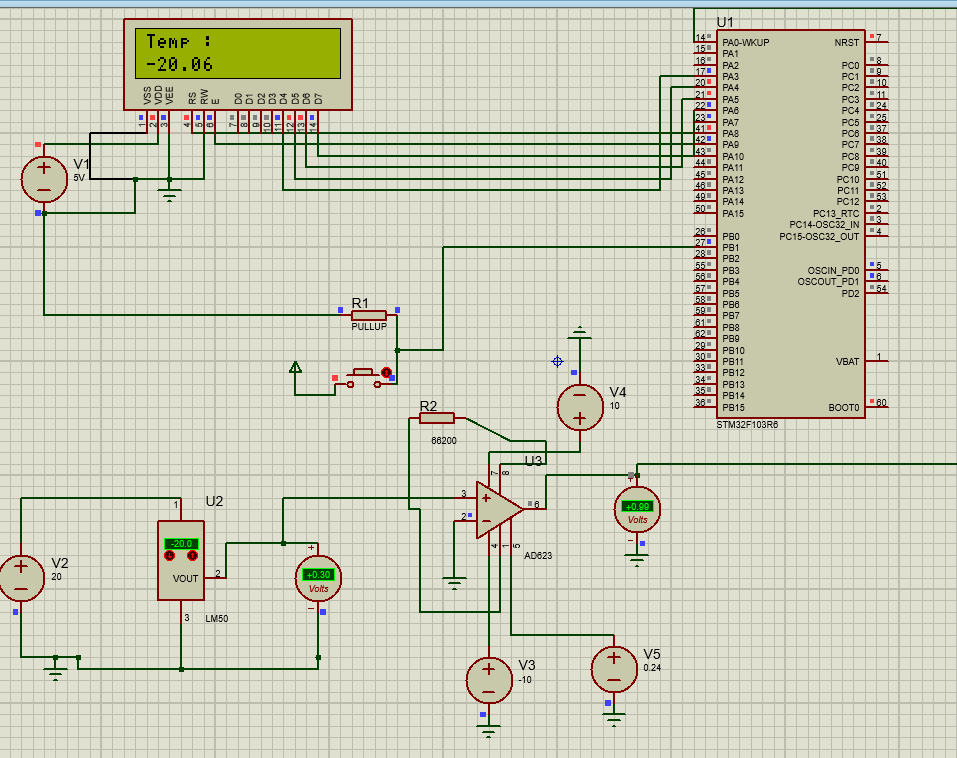 Temp :
-20.06
VSS
VDD
VEE
RS
RW
E
D0
D1
D2
D3
D4
D5
D6
D7
1
2
3
4
5
6
7
8
9
10
11
12
13
14
V1
5V
U1
14 PA0-WKUP NRST 7
15 PA1
16 PA2 PC0 8
17 PA3 PC1 9
20 PA4 PC2 10
21 PA5 PC3 11
22 PA6 PC4 24
23 PA7 PC5 25
41 PA8 PC6 37
42 PA9 PC7 38
43 PA10 PC8 39
44 PA11 PC9 40
45 PA12 PC10 51
46 PA13 PC11 52
49 PA14 PC12 53
50 PA15 PC13_RTC 2
PC14-OSC32_IN 3
26 PB0 PC15-OSC32_OUT 4
27 PB1
28 PB2
55 PB3 OSCIN_PD0 5
56 PB4 OSCOUT_PD1 6
57 PB5 PD2 54
58 PB6
59 PB7
61 PB8
62 PB9
29 PB10
30 PB11 VBAT 1
33 PB12
34 PB13
35 PB14
36 PB15 BOOT0 60
STM32F103R6
R1
PULLUP
V4
10
R2
66200
U3
7
8
3
2
6
4
1
5
AD623
+0.99
Volts
U2
1
-20.0
VOUT
2
3
LM50
V2
20
+0.30
Volts
V3
-10
V5
0.24